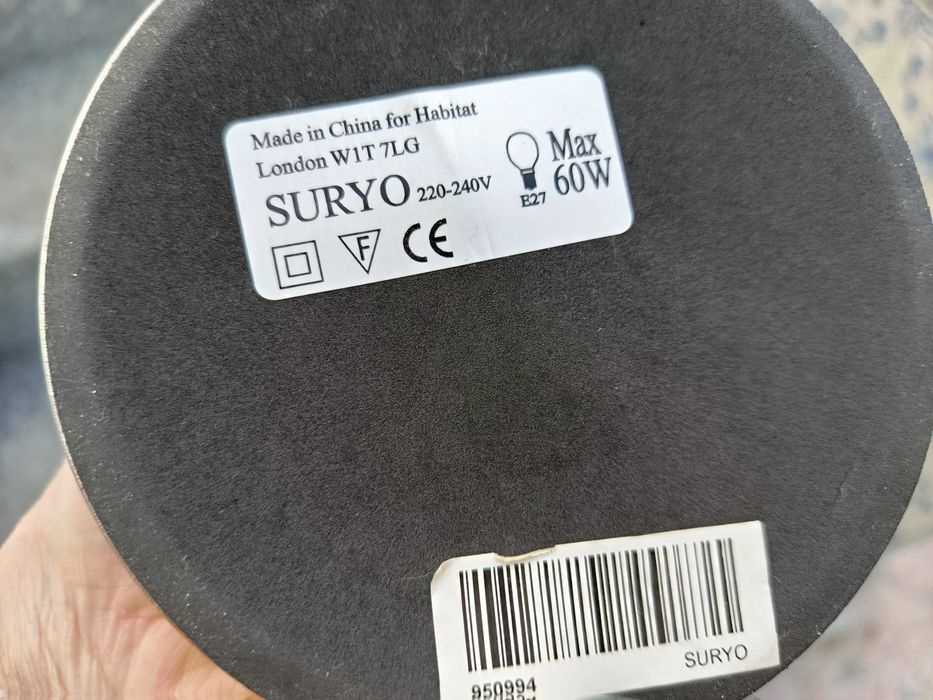 Made in China for Habitat
London W1T 7LG
SURYO 220-240V
E27
Max
60W
F
CE
SURYO
950994